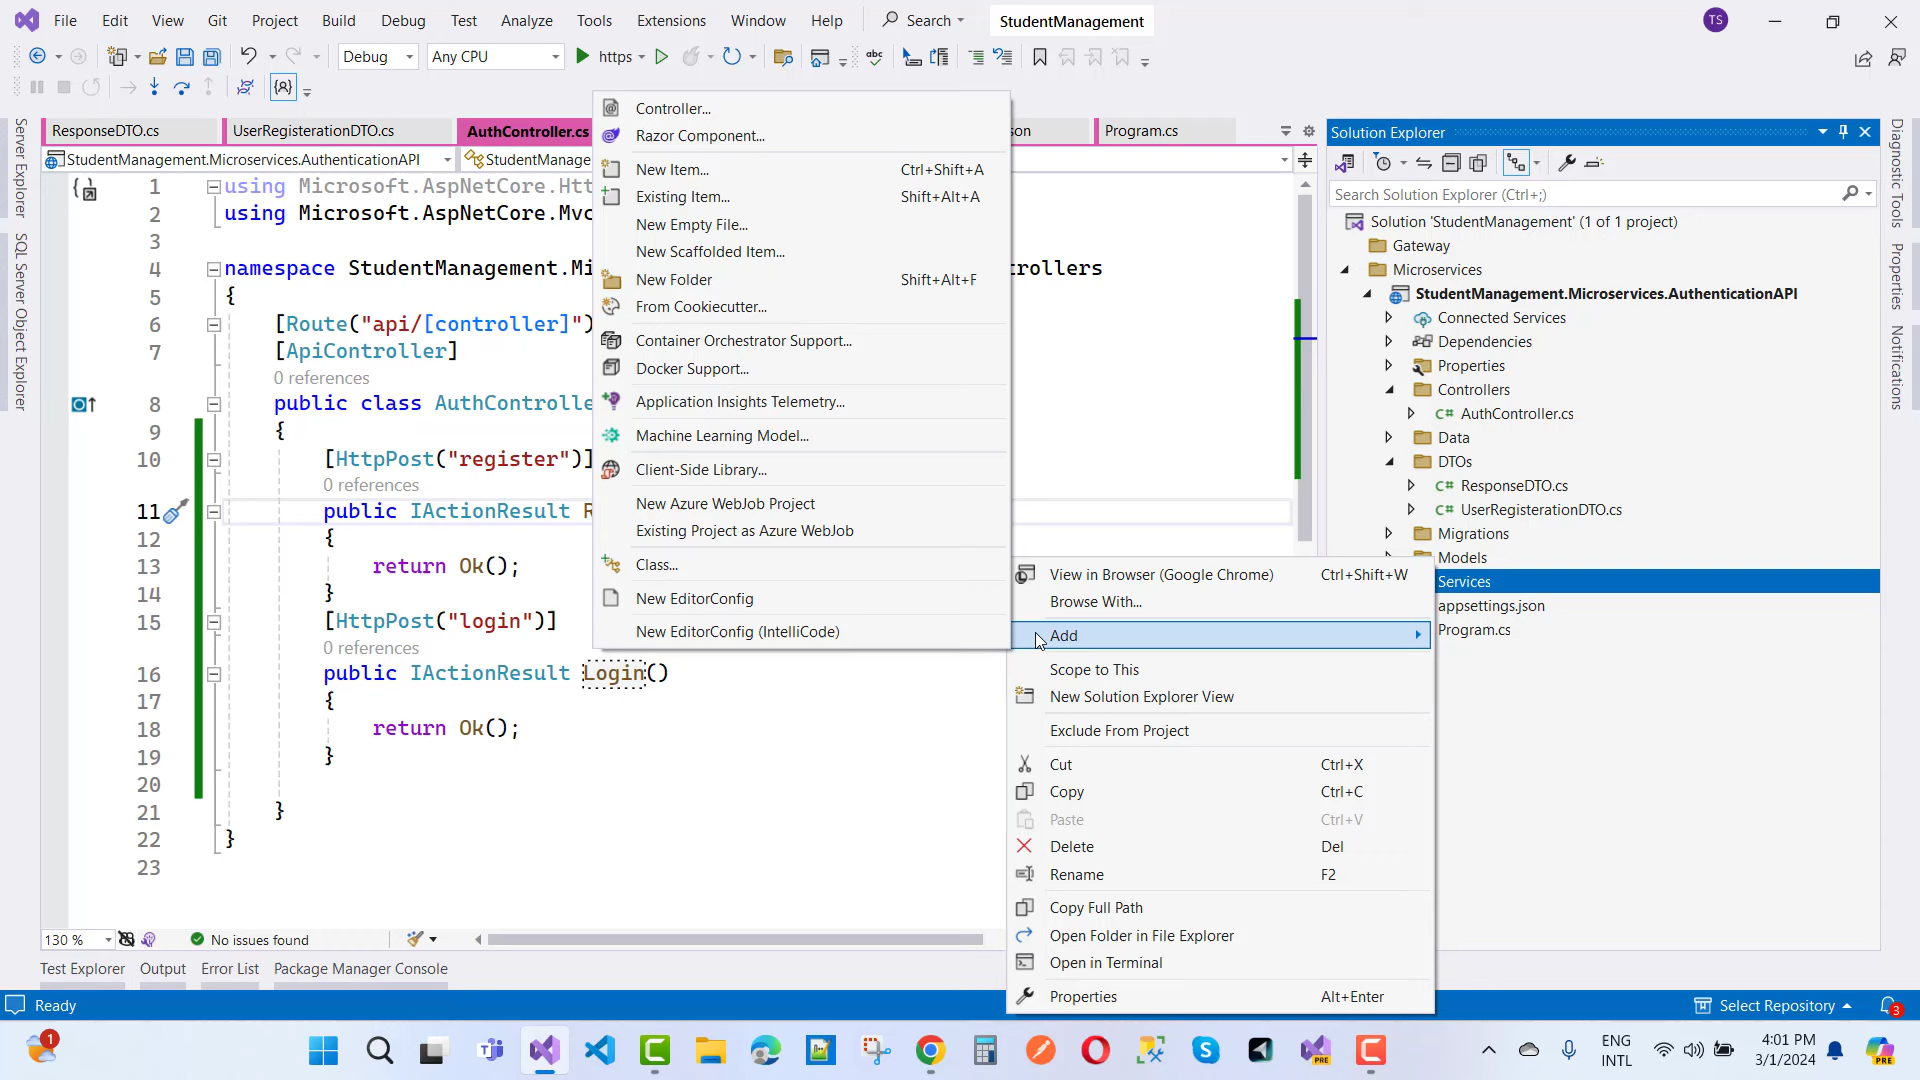 File Edit View Git Project Build Debug Test Analyze Tools Extensions Window Help Search StudentManagement TS
Debug Any CPU https
ResponseDTO.cs UserRegisterationDTO.cs AuthController.cs son Program.cs
StudentManagement.Microservices.AuthenticationAPI StudentManage
Server Explorer
SQL Server Object Explorer
1 using Microsoft.AspNetCore.Htt
2 using Microsoft.AspNetCore.Mvc
3
4 namespace StudentManagement.Mi rollers
5 {
6 [Route("api/[controller]")
7 [ApiController]
0 references
8 public class AuthControlle
9 {
10 [HttpPost("register")]
0 references
11 public IActionResult R
12 {
13 return Ok();
14 }
15 [HttpPost("login")]
0 references
16 public IActionResult Login()
17 {
18 return Ok();
19 }
20
21 }
22 }
23
Controller...
Razor Component...
New Item... Ctrl+Shift+A
Existing Item... Shift+Alt+A
New Empty File...
New Scaffolded Item...
New Folder Shift+Alt+F
From Cookiecutter...
Container Orchestrator Support...
Docker Support...
Application Insights Telemetry...
Machine Learning Model...
Client-Side Library...
New Azure WebJob Project
Existing Project as Azure WebJob
Class...
New EditorConfig
New EditorConfig (IntelliCode)
View in Browser (Google Chrome) Ctrl+Shift+W
Browse With...
Add
Scope to This
New Solution Explorer View
Exclude From Project
Cut Ctrl+X
Copy Ctrl+C
Paste Ctrl+V
Delete Del
Rename F2
Copy Full Path
Open Folder in File Explorer
Open in Terminal
Properties Alt+Enter
Solution Explorer
Search Solution Explorer (Ctrl+;)
Solution 'StudentManagement' (1 of 1 project)
Gateway
Microservices
StudentManagement.Microservices.AuthenticationAPI
Connected Services
Dependencies
Properties
Controllers
C# AuthController.cs
Data
DTOs
C# ResponseDTO.cs
C# UserRegisterationDTO.cs
Migrations
Models
Services
appsettings.json
Program.cs
Diagnostic Tools
Properties
Notifications
130 % No issues found
Test Explorer Output Error List Package Manager Console
Ready Select Repository 3
1 ENG
INTL
4:01 PM
3/1/2024
PRE
PRE